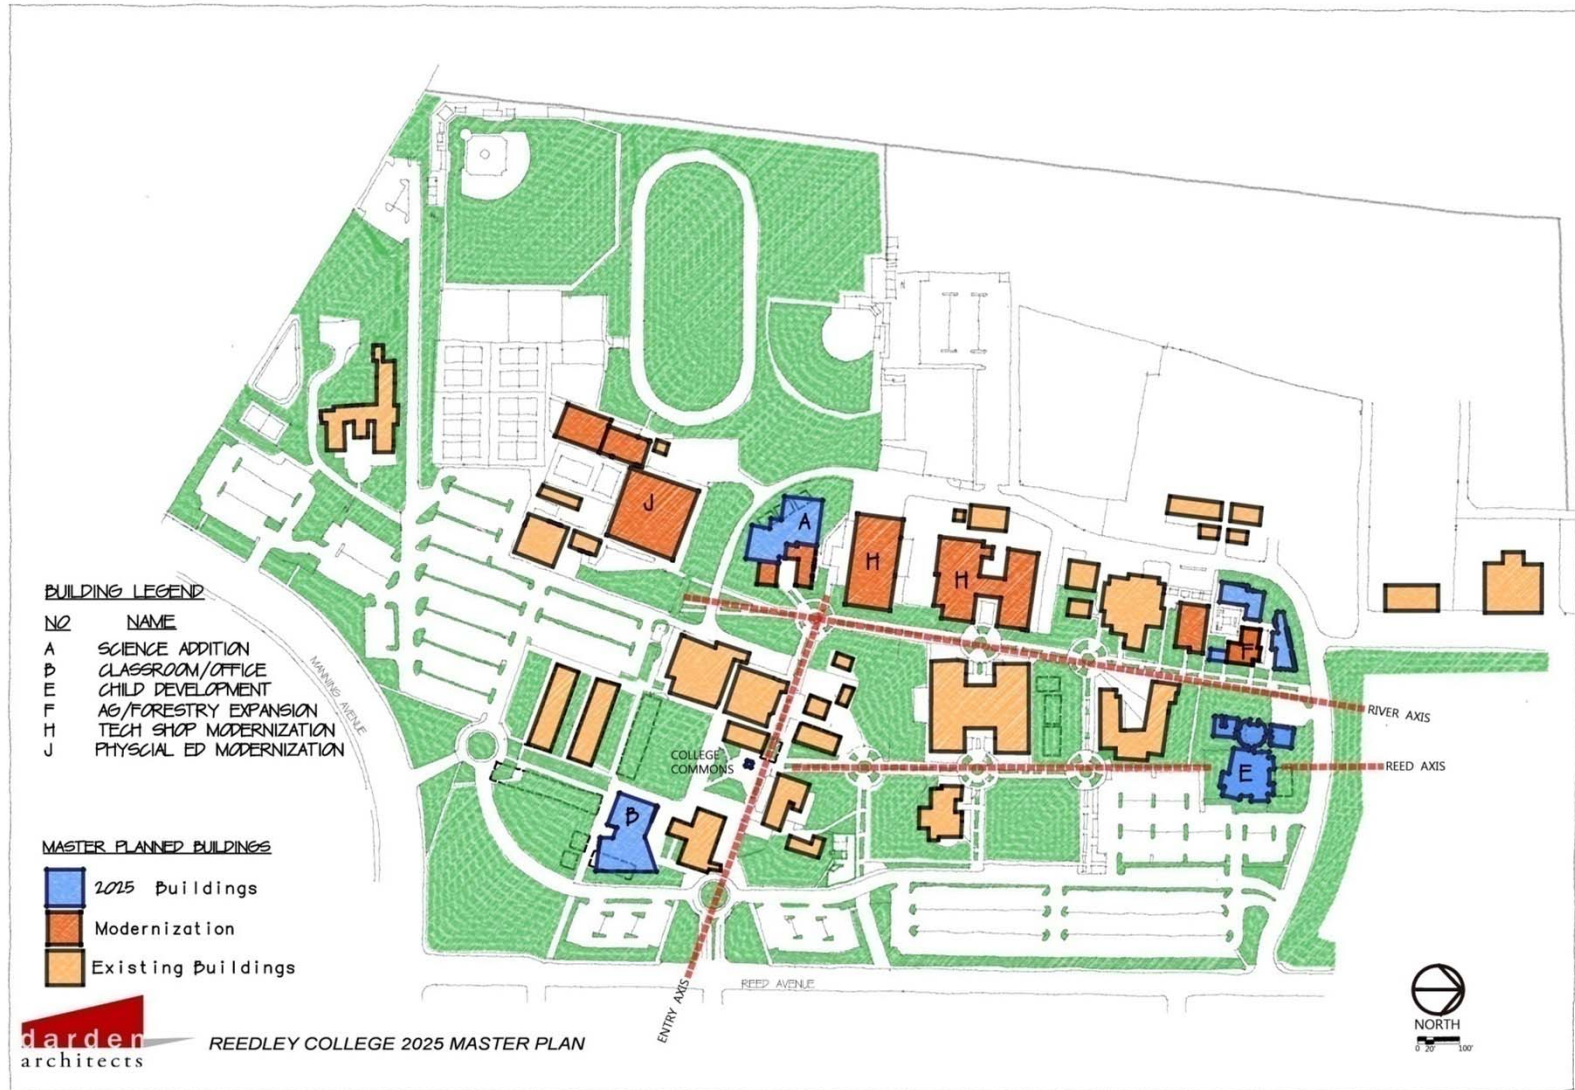 A
J
H
H
F
BUILDING LEGEND
NO NAME
A SCIENCE ADDITION
B CLASSROOM/OFFICE
E CHILD DEVELOPMENT
F AG/FORESTRY EXPANSION
H TECH SHOP MODERNIZATION
J PHYSCIAL ED MODERNIZATION
MANNING AVENUE
RIVER AXIS
COLLEGE
COMMONS
REED AXIS
E
B
MASTER PLANNED BUILDINGS
2025 Buildings
Modernization
Existing Buildings
REED AVENUE
ENTRY AXIS
NORTH
0 20' 100'
darden
architects
REEDLEY COLLEGE 2025 MASTER PLAN